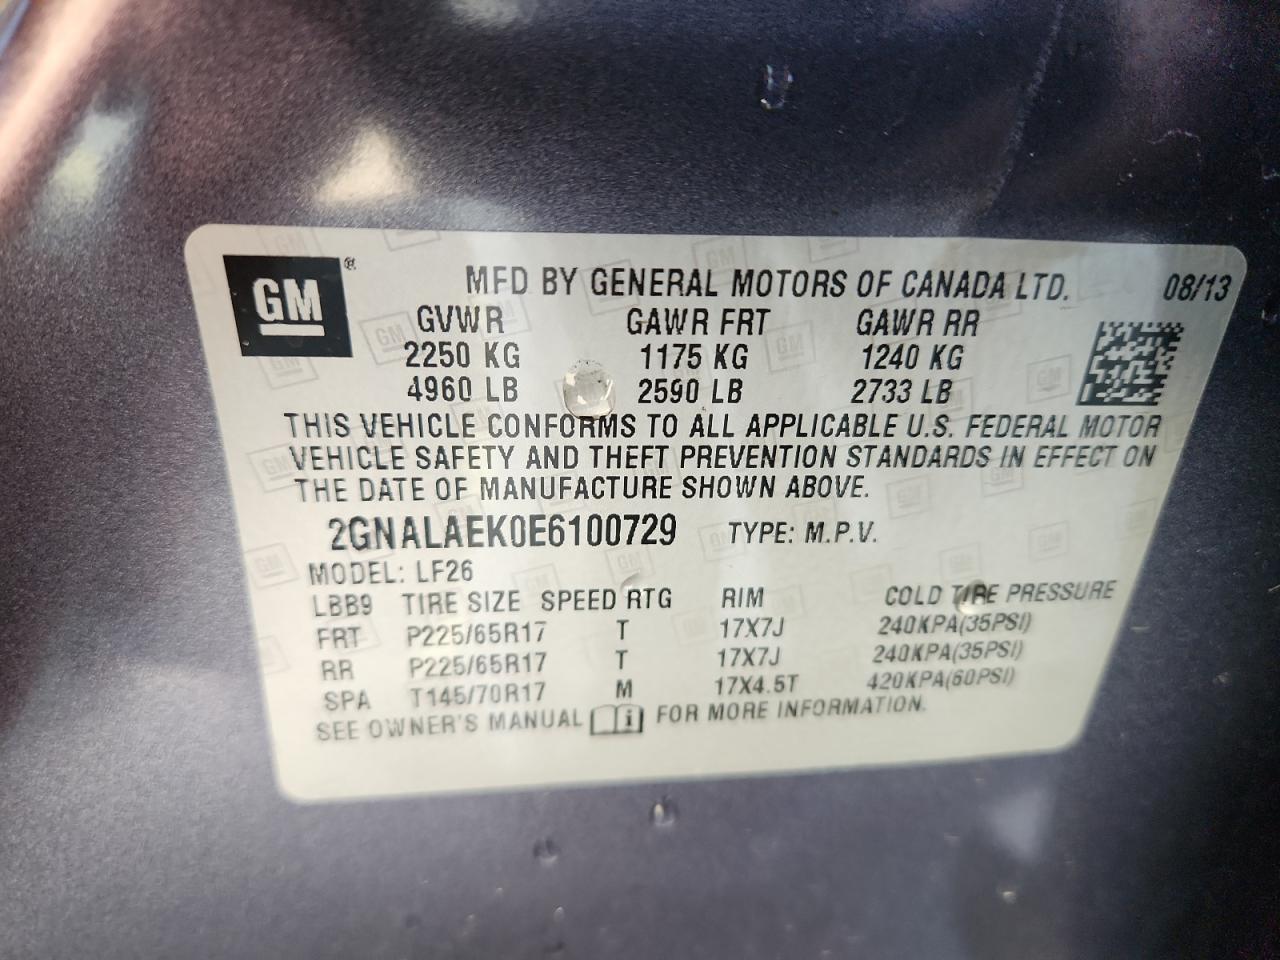 GM ® MFD BY GENERAL MOTORS OF CANADA LTD. 08/13
GVWR GAWR FRT GAWR RR
2250 KG 1175 KG 1240 KG
4960 LB 2590 LB 2733 LB
THIS VEHICLE CONFORMS TO ALL APPLICABLE U.S. FEDERAL MOTOR
VEHICLE SAFETY AND THEFT PREVENTION STANDARDS IN EFFECT ON
THE DATE OF MANUFACTURE SHOWN ABOVE.
2GNALAEK0E6100729 TYPE: M.P.V.
MODEL: LF26
LBB9 TIRE SIZE SPEED RTG RIM COLD TIRE PRESSURE
FRT P225/65R17 T 17X7J 240KPA(35PSI)
RR P225/65R17 T 17X7J 240KPA(35PSI)
SPA T145/70R17 M 17X4.5T 420KPA(60PSI)
SEE OWNER'S MANUAL i FOR MORE INFORMATION.